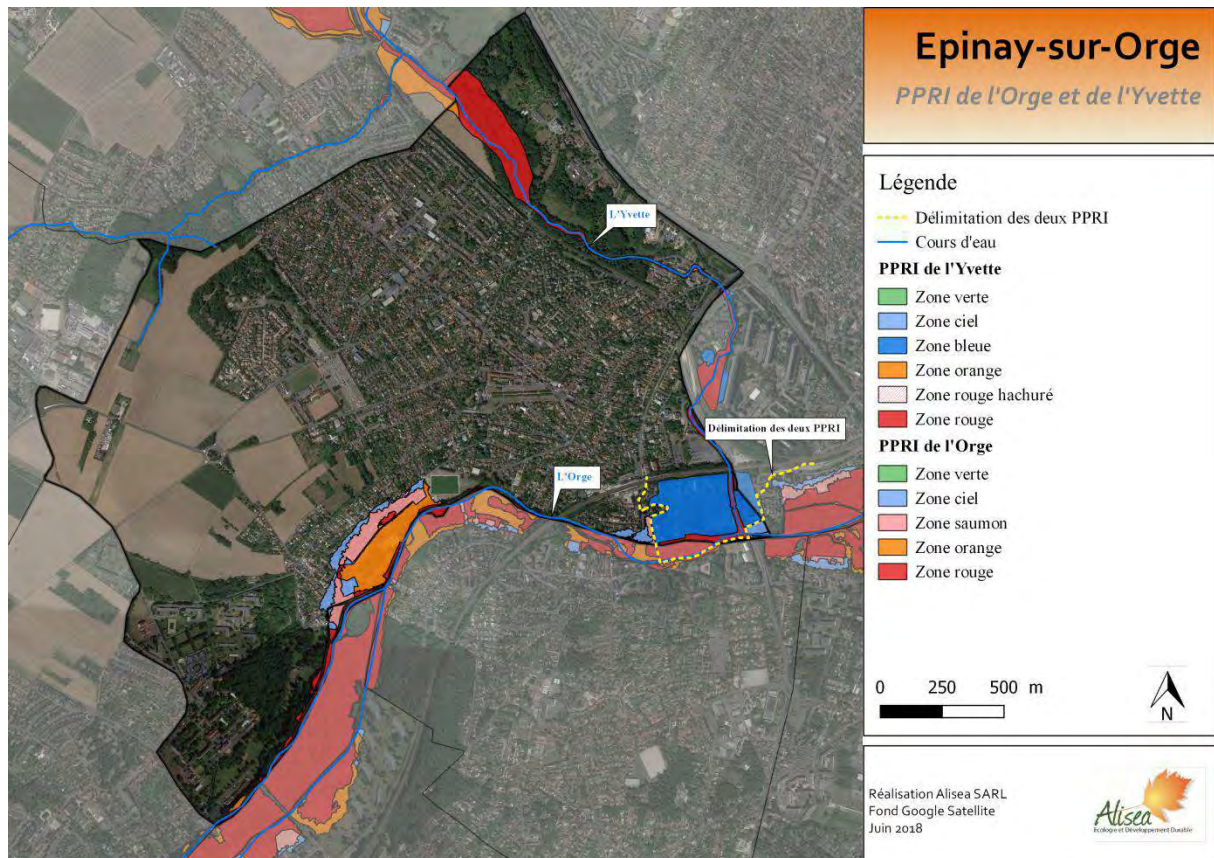 Epinay-sur-Orge
PPRI de l'Orge et de l'Yvette
L'Yvette
Délimitation des deux PPRI
L'Orge
Légende
Délimitation des deux PPRI
Cours d'eau
PPRI de l'Yvette
Zone verte
Zone ciel
Zone bleue
Zone orange
Zone rouge hachuré
Zone rouge
PPRI de l'Orge
Zone verte
Zone ciel
Zone saumon
Zone orange
Zone rouge
0 250 500 m
N
Réalisation Alisea SARL
Fond Google Satellite
Juin 2018
Alisea
Ecologie et Développement Durable